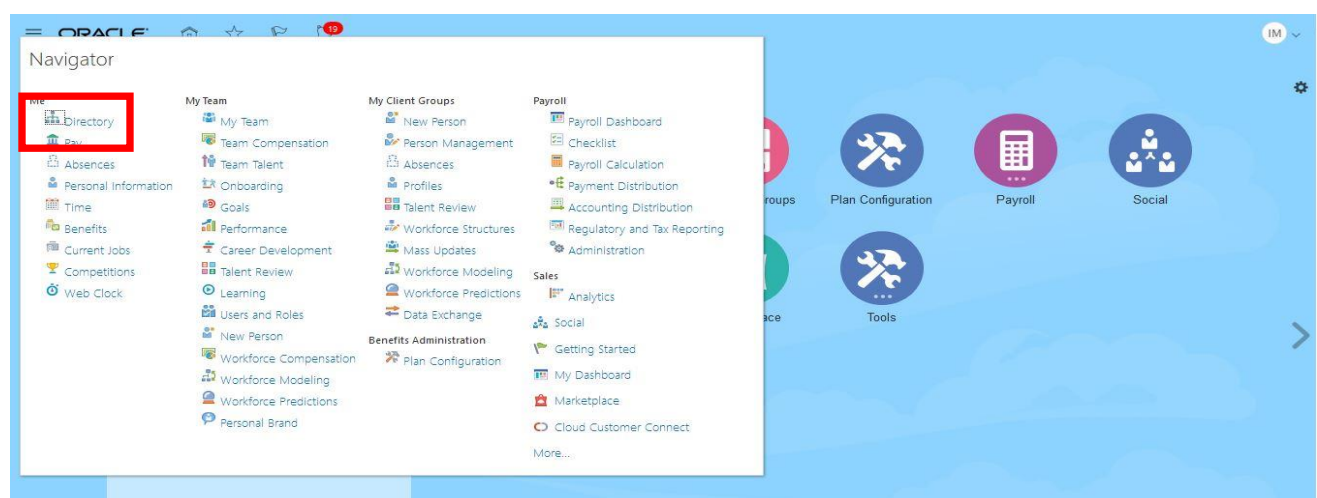 ORACLE
19
IM
Navigator
Me
Directory
Pay
Absences
Personal Information
Time
Benefits
Current Jobs
Competitions
Web Clock
My Team
My Team
Team Compensation
Team Talent
Onboarding
Goals
Performance
Career Development
Talent Review
Learning
Users and Roles
New Person
Workforce Compensation
Workforce Modeling
Workforce Predictions
Personal Brand
My Client Groups
New Person
Person Management
Absences
Profiles
Talent Review
Workforce Structures
Mass Updates
Workforce Modeling
Workforce Predictions
Data Exchange
Benefits Administration
Plan Configuration
Payroll
Payroll Dashboard
Checklist
Payroll Calculation
Payment Distribution
Accounting Distribution
Regulatory and Tax Reporting
Administration
Sales
Analytics
Social
Getting Started
My Dashboard
Marketplace
Cloud Customer Connect
More...
roups
Plan Configuration
Payroll
Social
ace
Tools